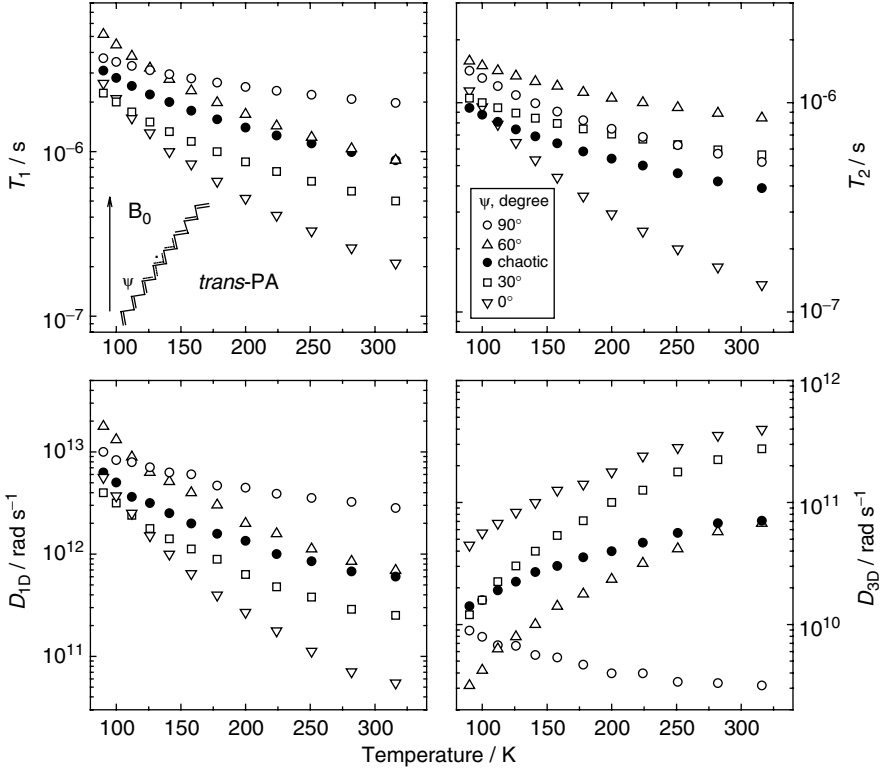 10⁻⁶
10⁻⁷
T₁ / s
B₀
ψ
trans-PA
100 150 200 250 300
10⁻⁶
10⁻⁷
T₂ / s
ψ, degree
90°
60°
chaotic
30°
0°
100 150 200 250 300
10¹³
10¹²
10¹¹
D₁D / rad s⁻¹
100 150 200 250 300
10¹²
10¹¹
10¹⁰
D₃D / rad s⁻¹
100 150 200 250 300
Temperature / K